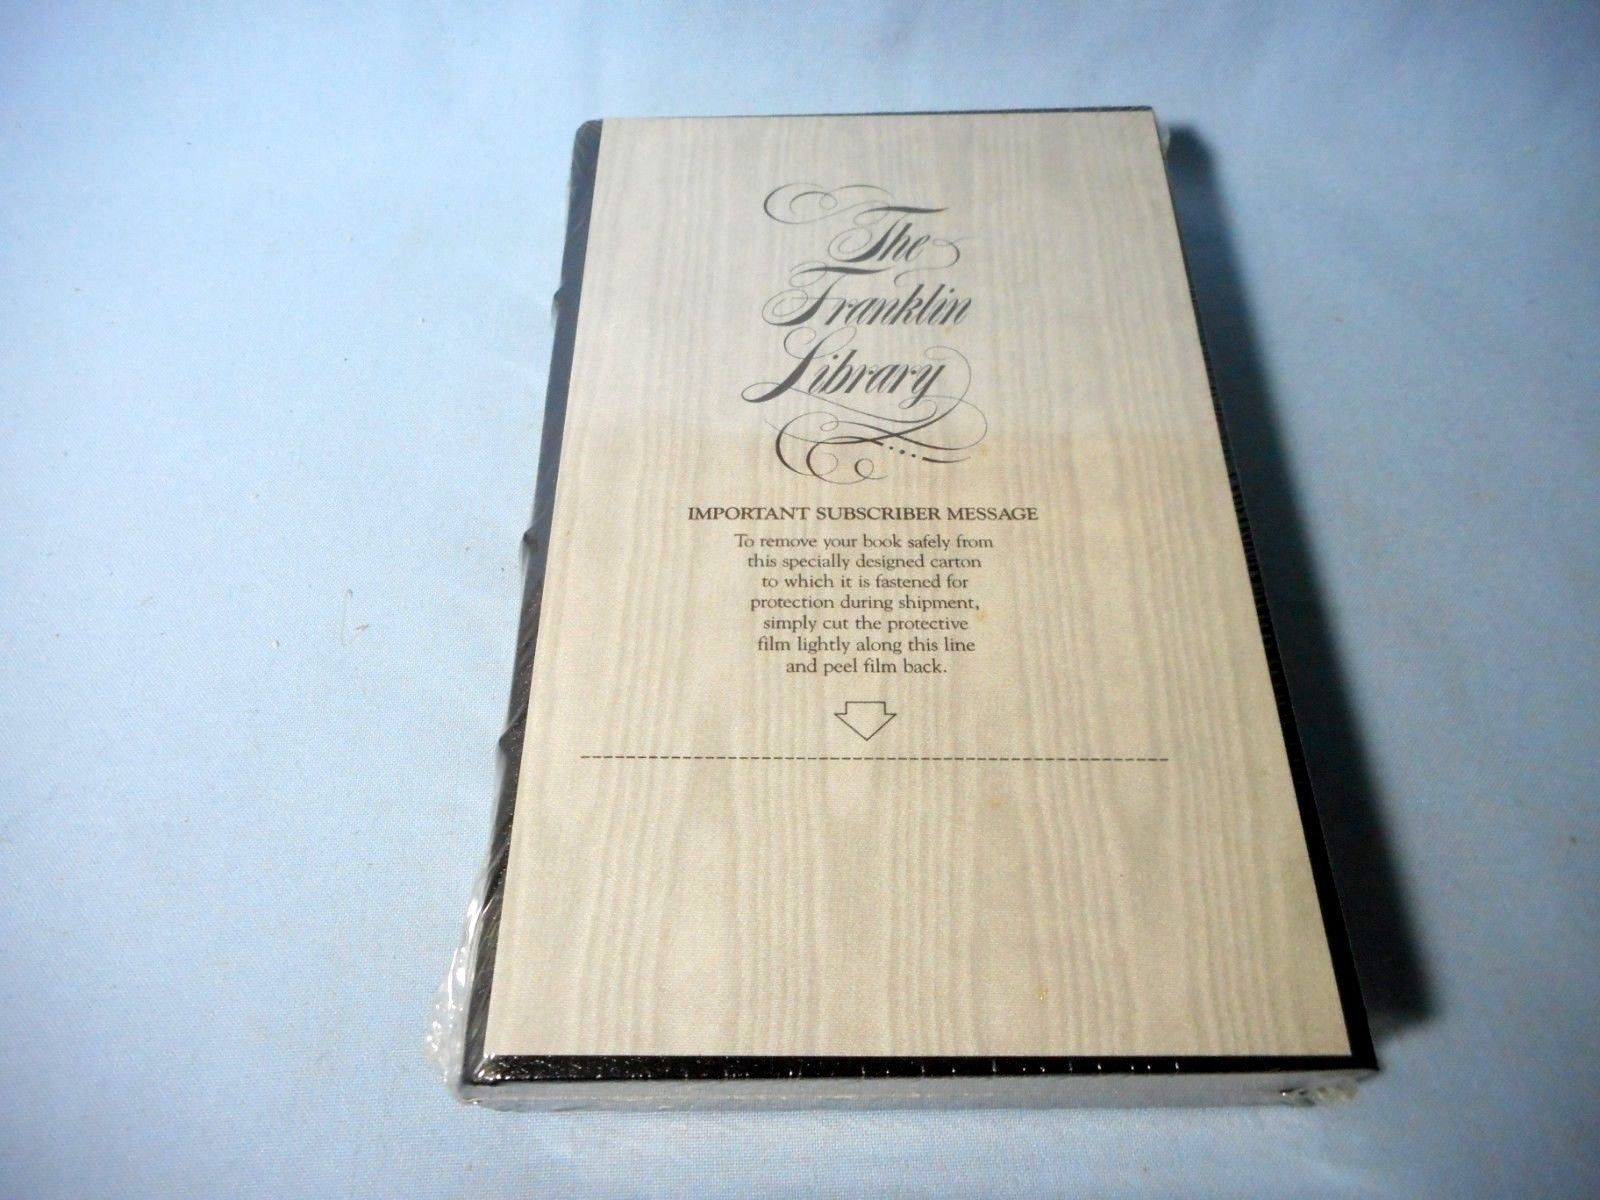 The
Franklin
Library
IMPORTANT SUBSCRIBER MESSAGE
To remove your book safely from
this specially designed carton
to which it is fastened for
protection during shipment,
simply cut the protective
film lightly along this line
and peel film back.